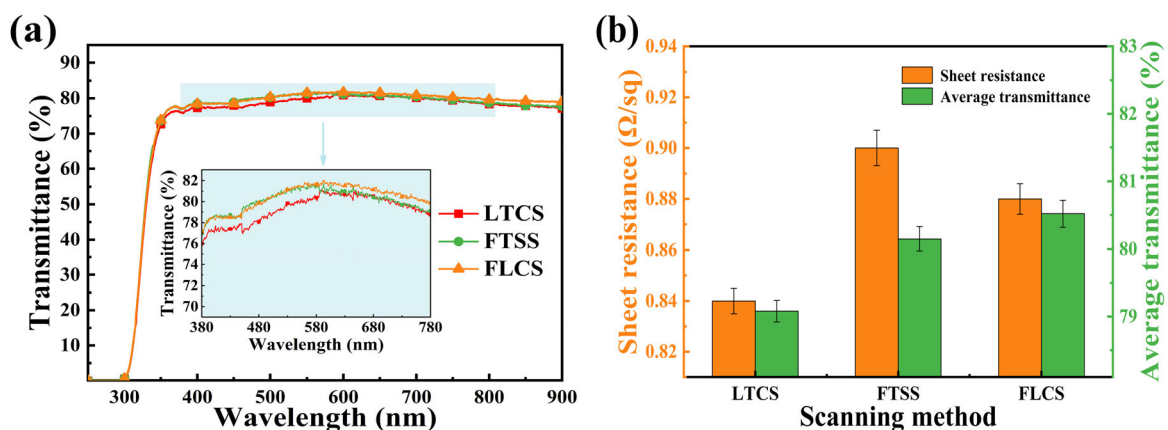 (a)
Transmittance (%)
90
80
70
60
50
40
30
20
10
300 400 500 600 700 800 900
Wavelength (nm)
Transmittance (%)
82
80
78
76
74
72
70
380 480 580 680 780
Wavelength (nm)
LTCS
FTSS
FLCS
(b)
Sheet resistance (Ω/sq)
0.94
0.92
0.90
0.88
0.86
0.84
0.82
Sheet resistance
Average transmittance
83
82
81
80
79
Average transmittance (%)
LTCS FTSS FLCS
Scanning method